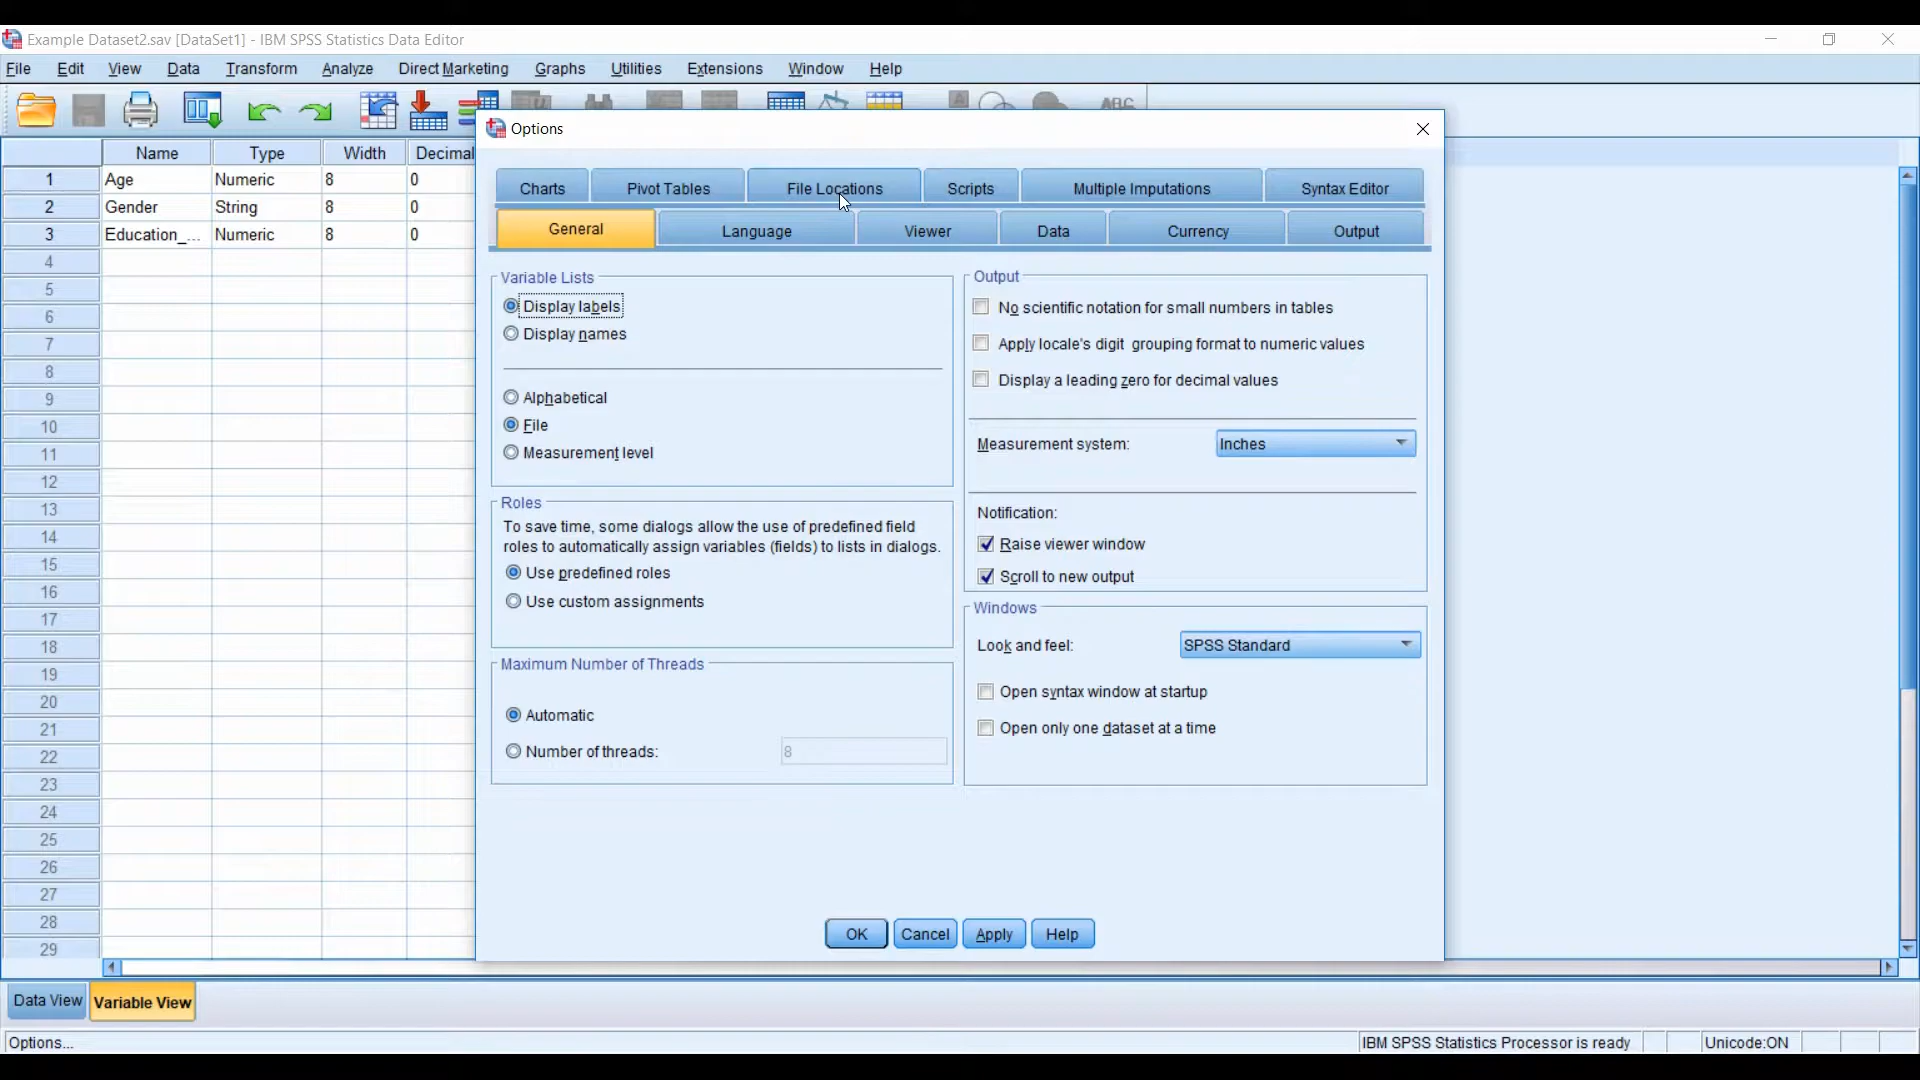 Example Dataset2.sav [DataSet1] - IBM SPSS Statistics Data Editor
File Edit View Data Transform Analyze Direct Marketing Graphs Utilities Extensions Window Help
Options
Name Type Width Decimal
1 Age Numeric 8 0
2 Gender String 8 0
3 Education_... Numeric 8 0
4
5
6
7
8
9
10
11
12
13
14
15
16
17
18
19
20
21
22
23
24
25
26
27
28
29
Charts Pivot Tables File Locations Scripts Multiple Imputations Syntax Editor
General Language Viewer Data Currency Output
Variable Lists
Display labels
Display names
Alphabetical
File
Measurement level
Roles
To save time, some dialogs allow the use of predefined field
roles to automatically assign variables (fields) to lists in dialogs.
Use predefined roles
Use custom assignments
Maximum Number of Threads
Automatic
Number of threads: 8
Output
No scientific notation for small numbers in tables
Apply locale's digit grouping format to numeric values
Display a leading zero for decimal values
Measurement system: Inches
Notification:
Raise viewer window
Scroll to new output
Windows
Look and feel: SPSS Standard
Open syntax window at startup
Open only one dataset at a time
OK Cancel Apply Help
Data View Variable View
Options... IBM SPSS Statistics Processor is ready Unicode:ON